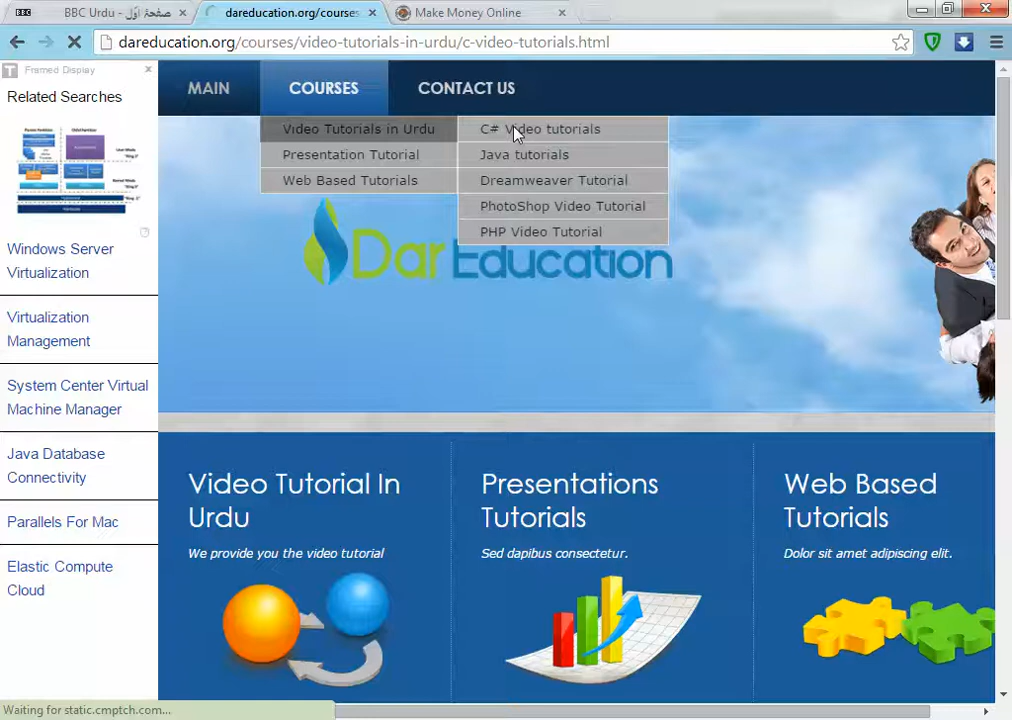 BBC Urdu - صفحۂ اوّل
dareducation.org/courses
Make Money Online
dareducation.org/courses/video-tutorials-in-urdu/c-video-tutorials.html
Framed Display
Related Searches
Windows Server
Virtualization
Virtualization
Management
System Center Virtual
Machine Manager
Java Database
Connectivity
Parallels For Mac
Elastic Compute
Cloud
MAIN
COURSES
CONTACT US
Video Tutorials in Urdu
Presentation Tutorial
Web Based Tutorials
C# Video tutorials
Java tutorials
Dreamweaver Tutorial
PhotoShop Video Tutorial
PHP Video Tutorial
Dar Education
Video Tutorial In
Urdu
We provide you the video tutorial
Presentations
Tutorials
Sed dapibus consectetur.
Web Based
Tutorials
Dolor sit amet adipiscing elit.
Waiting for static.cmptch.com...